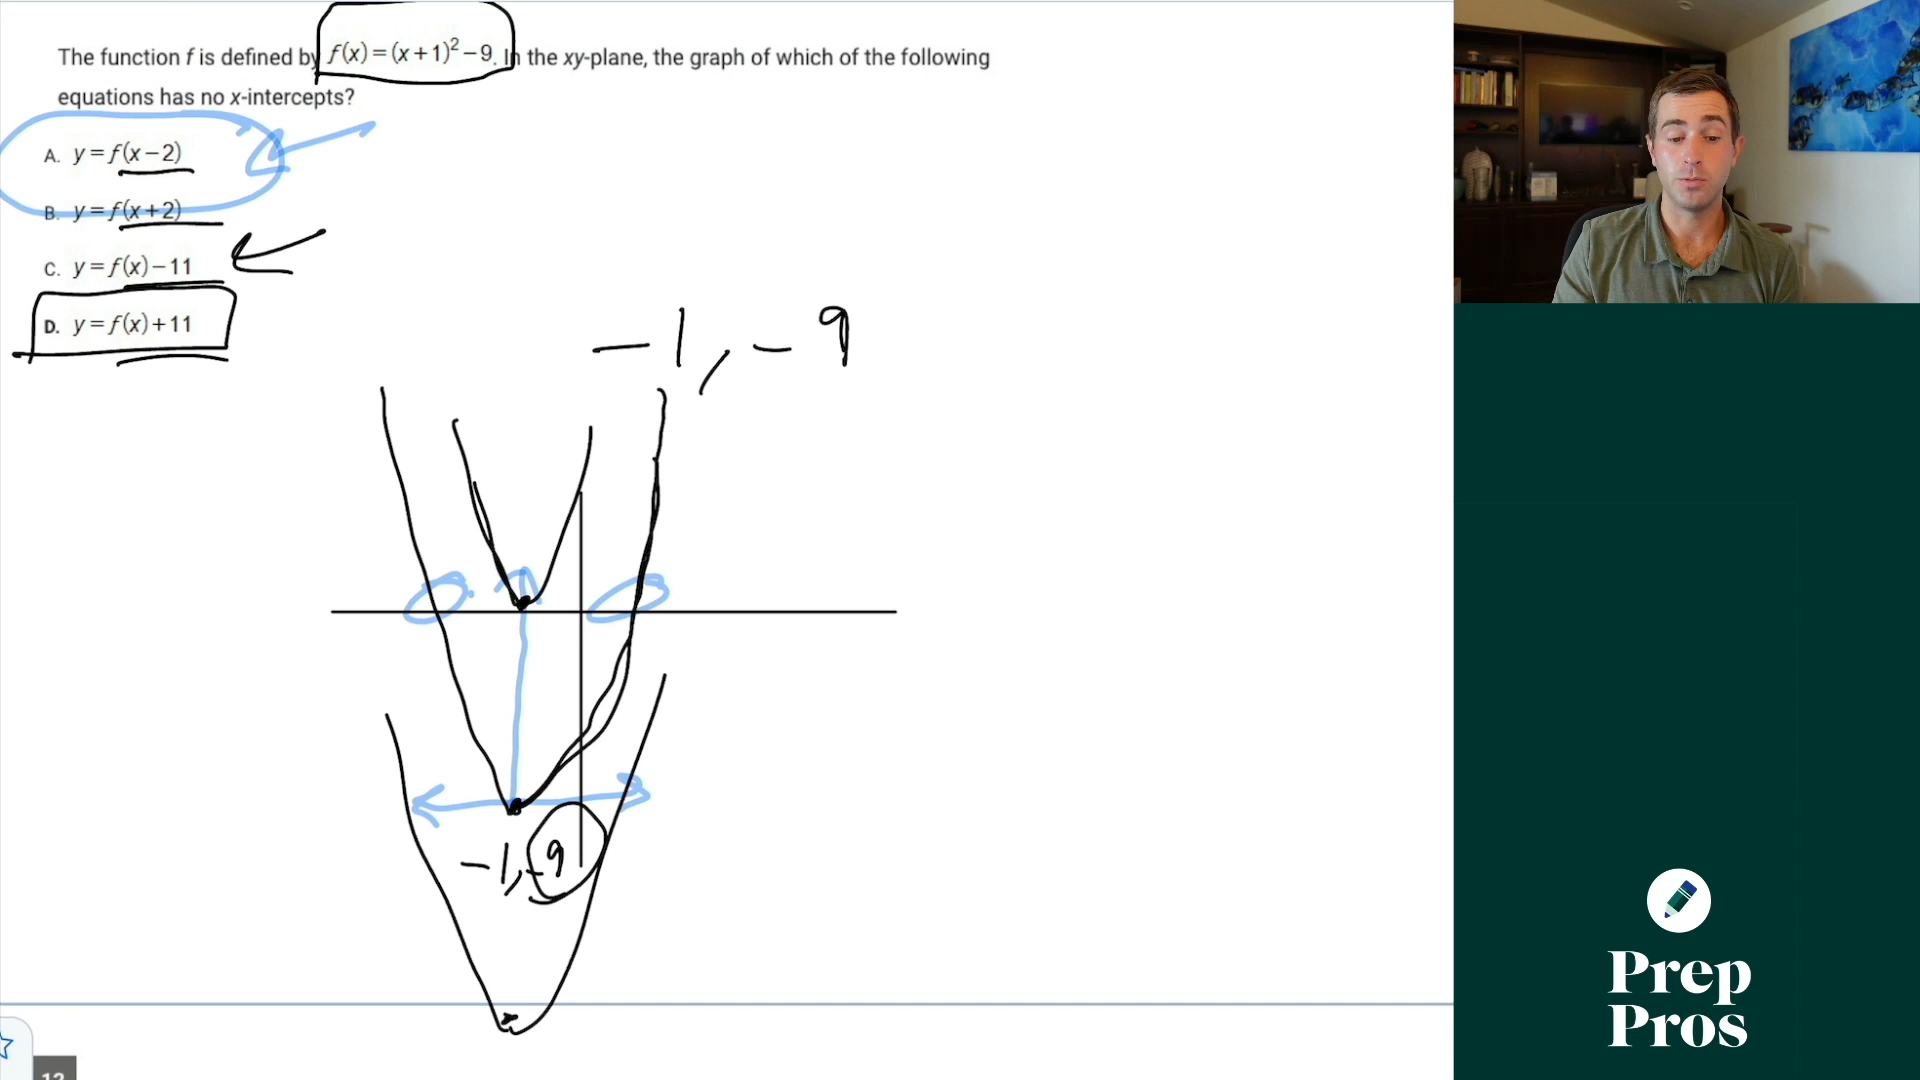 The function f is defined by f(x) = (x+1)² − 9. In the xy-plane, the graph of which of the following
equations has no x-intercepts?
A. y = f(x−2)
B. y = f(x+2)
C. y = f(x) − 11
D. y = f(x) + 11
−1, −9
−1, −9
Prep
Pros